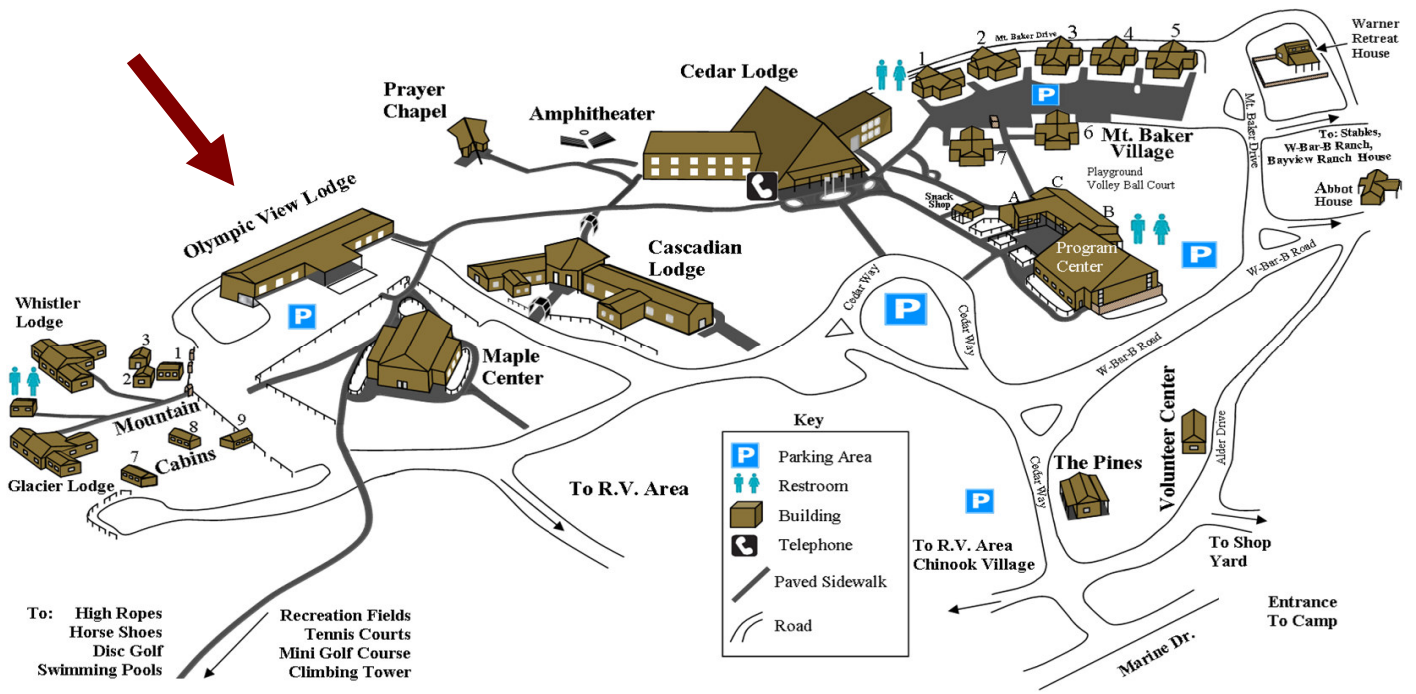 Warner
Retreat
House
1
2
Mt. Baker Drive
3
4
5
Cedar Lodge
Prayer
Chapel
Amphitheater
P
6
7
Mt. Baker
Village
Mt. Baker Drive
To: Stables,
W-Bar-B Ranch,
Bayview Ranch House
Playground
Volley Ball Court
Abbot
House
Olympic View Lodge
Snack
Shop
A
C
B
Program
Center
P
W-Bar-B Road
Cascadian
Lodge
Cedar Way
P
Cedar Way
Whistler
Lodge
P
3
1
2
Maple
Center
W-Bar-B Road
Mountain
Cabins
8
9
7
Glacier Lodge
Volunteer Center
Alder Drive
The Pines
Cedar Way
P
To R.V. Area
Key
P
Parking Area
Restroom
Building
Telephone
Paved Sidewalk
Road
To R.V. Area
Chinook Village
To Shop
Yard
Entrance
To Camp
Marine Dr.
To: High Ropes
Horse Shoes
Disc Golf
Swimming Pools
Recreation Fields
Tennis Courts
Mini Golf Course
Climbing Tower